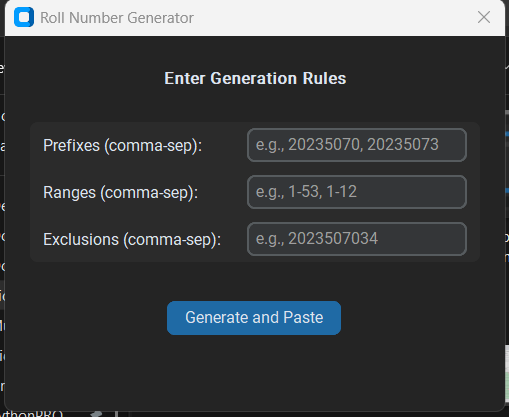 Roll Number Generator
Enter Generation Rules
Prefixes (comma-sep): e.g., 20235070, 20235073
Ranges (comma-sep): e.g., 1-53, 1-12
Exclusions (comma-sep): e.g., 2023507034
Generate and Paste